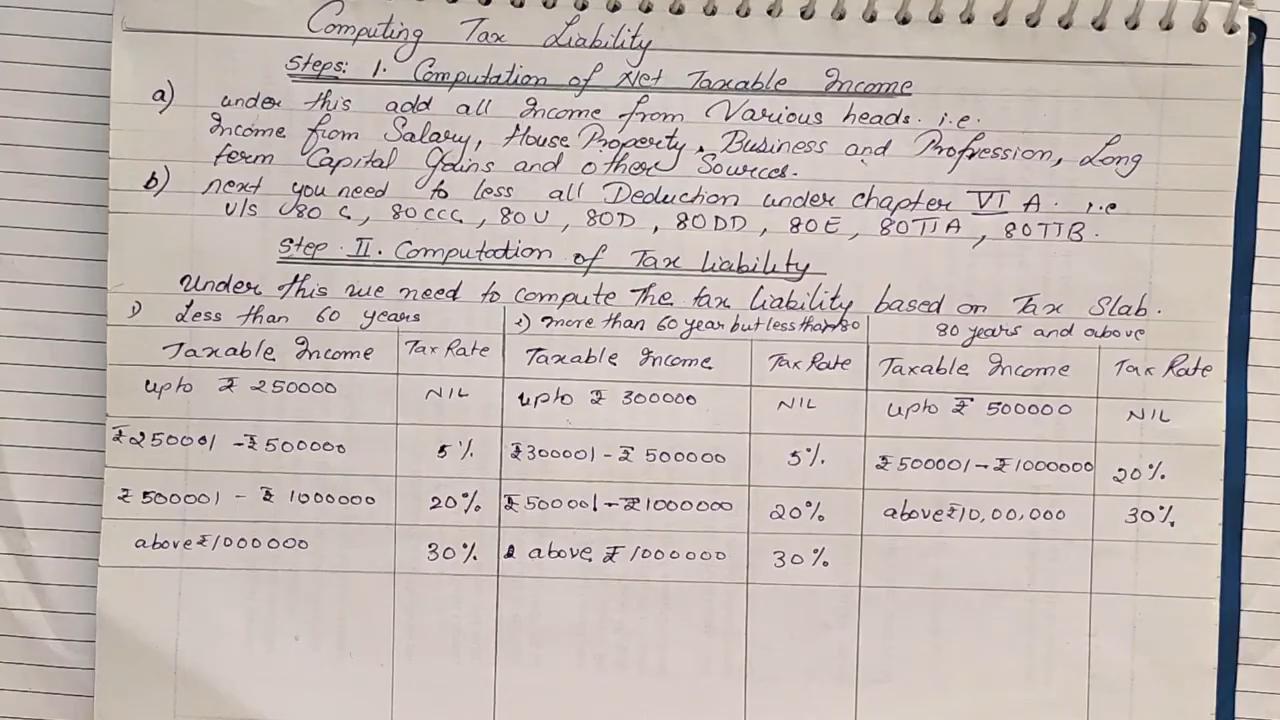 Computing Tax Liability
Steps: 1. Computation of Net Taxable Income
a) under this add all Income from Various heads. i.e.
Income from Salary, House Property, Business and Profession, Long
term Capital Gains and other Sources.
b) next you need to less all Deduction under chapter VI A. i.e
U/s 80 C, 80CCC, 80U, 80D, 80DD, 80E, 80TTA, 80TTB.
Step II. Computation of Tax liability
Under this we need to compute the tax liability based on Tax Slab.
1) Less than 60 years 2) more than 60 year but less than 80 80 years and above
Taxable Income Tax Rate Taxable Income Tax Rate Taxable Income Tax Rate
upto ₹ 250000 NIL upto ₹ 300000 NIL upto ₹ 500000 NIL
₹250001 - ₹500000 5% ₹300001 - ₹ 500000 5% ₹500001 - ₹1000000 20%
₹500001 - ₹ 1000000 20% ₹500001 - ₹1000000 20% above ₹10,00,000 30%
above ₹1000000 30% above ₹1000000 30%